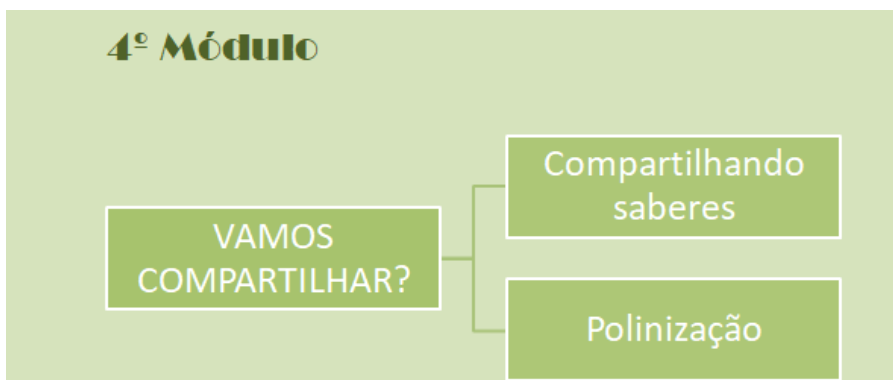 4º Módulo
VAMOS
COMPARTILHAR?
Compartilhando
saberes
Polinização